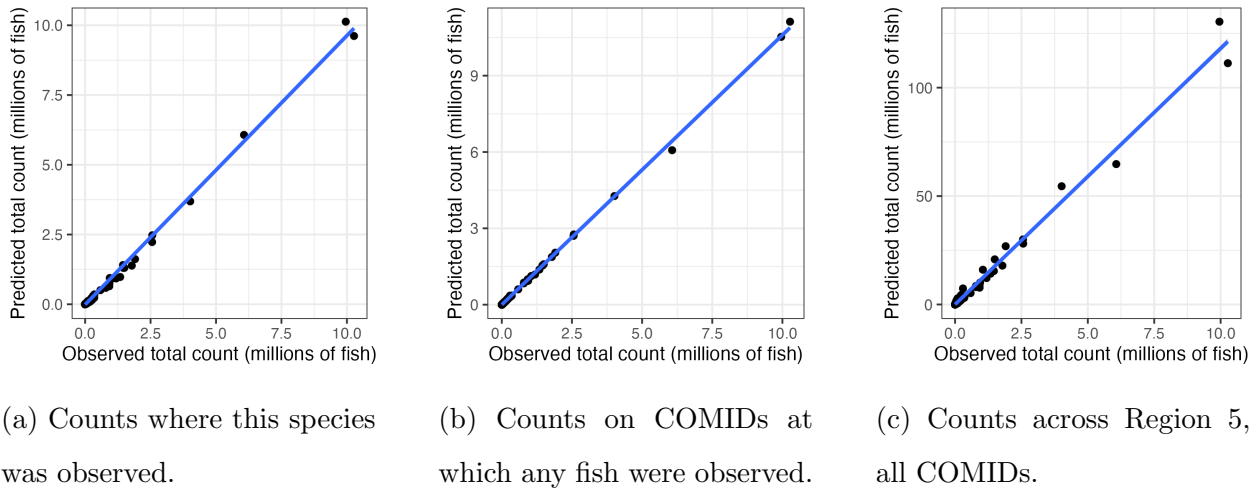 Predicted total count (millions of fish)
10.0
7.5
5.0
2.5
0.0
0.0 2.5 5.0 7.5 10.0
Observed total count (millions of fish)
Predicted total count (millions of fish)
9
6
3
0
0.0 2.5 5.0 7.5 10.0
Observed total count (millions of fish)
Predicted total count (millions of fish)
100
50
0
0.0 2.5 5.0 7.5 10.0
Observed total count (millions of fish)
(a) Counts where this species
was observed.
(b) Counts on COMIDs at
which any fish were observed.
(c) Counts across Region 5,
all COMIDs.